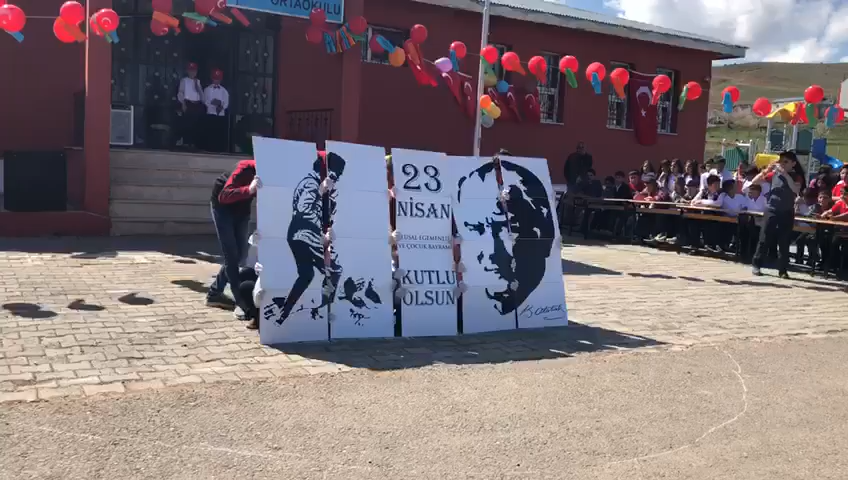 ORTAOKULU
23
NİSAN
ULUSAL EGEMENLİK
VE ÇOCUK BAYRAMI
KUTLU
OLSUN
K. Atatürk